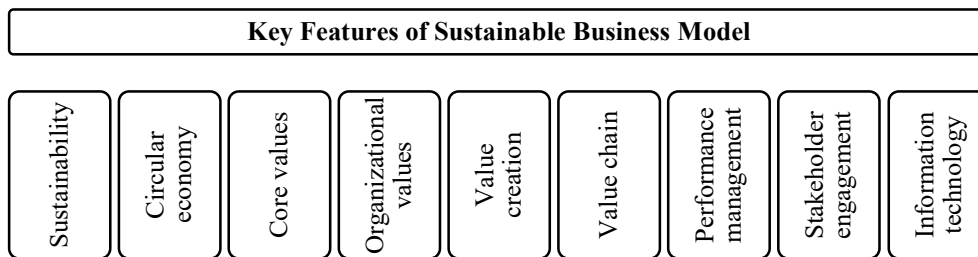 Key Features of Sustainable Business Model
Sustainability
Circular
economy
Core values
Organizational
values
Value
creation
Value chain
Performance
management
Stakeholder
engagement
Information
technology